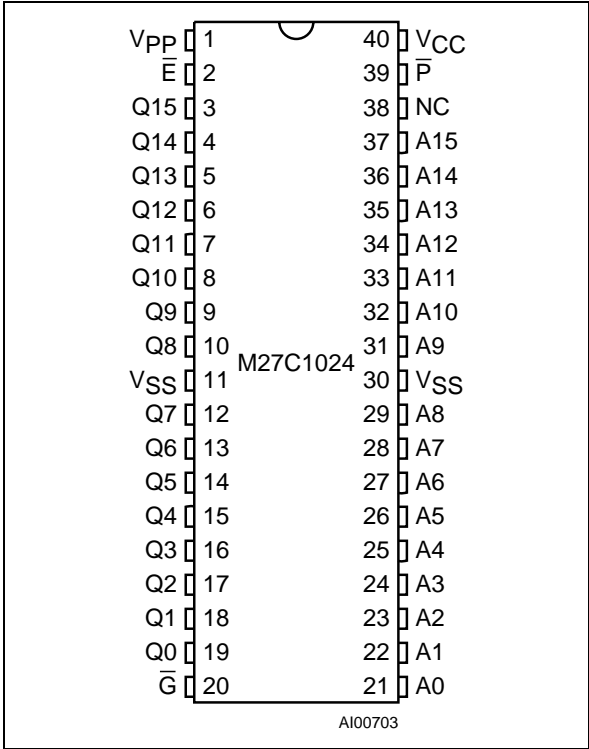 VPP 1 40 VCC
E̅ 2 39 P̅
Q15 3 38 NC
Q14 4 37 A15
Q13 5 36 A14
Q12 6 35 A13
Q11 7 34 A12
Q10 8 33 A11
Q9 9 32 A10
Q8 10 31 A9
M27C1024
VSS 11 30 VSS
Q7 12 29 A8
Q6 13 28 A7
Q5 14 27 A6
Q4 15 26 A5
Q3 16 25 A4
Q2 17 24 A3
Q1 18 23 A2
Q0 19 22 A1
G̅ 20 21 A0
AI00703